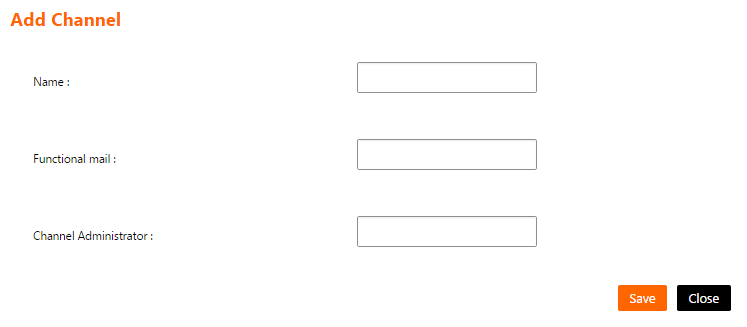 Add Channel
Name :
Functional mail :
Channel Administrator :
Save Close